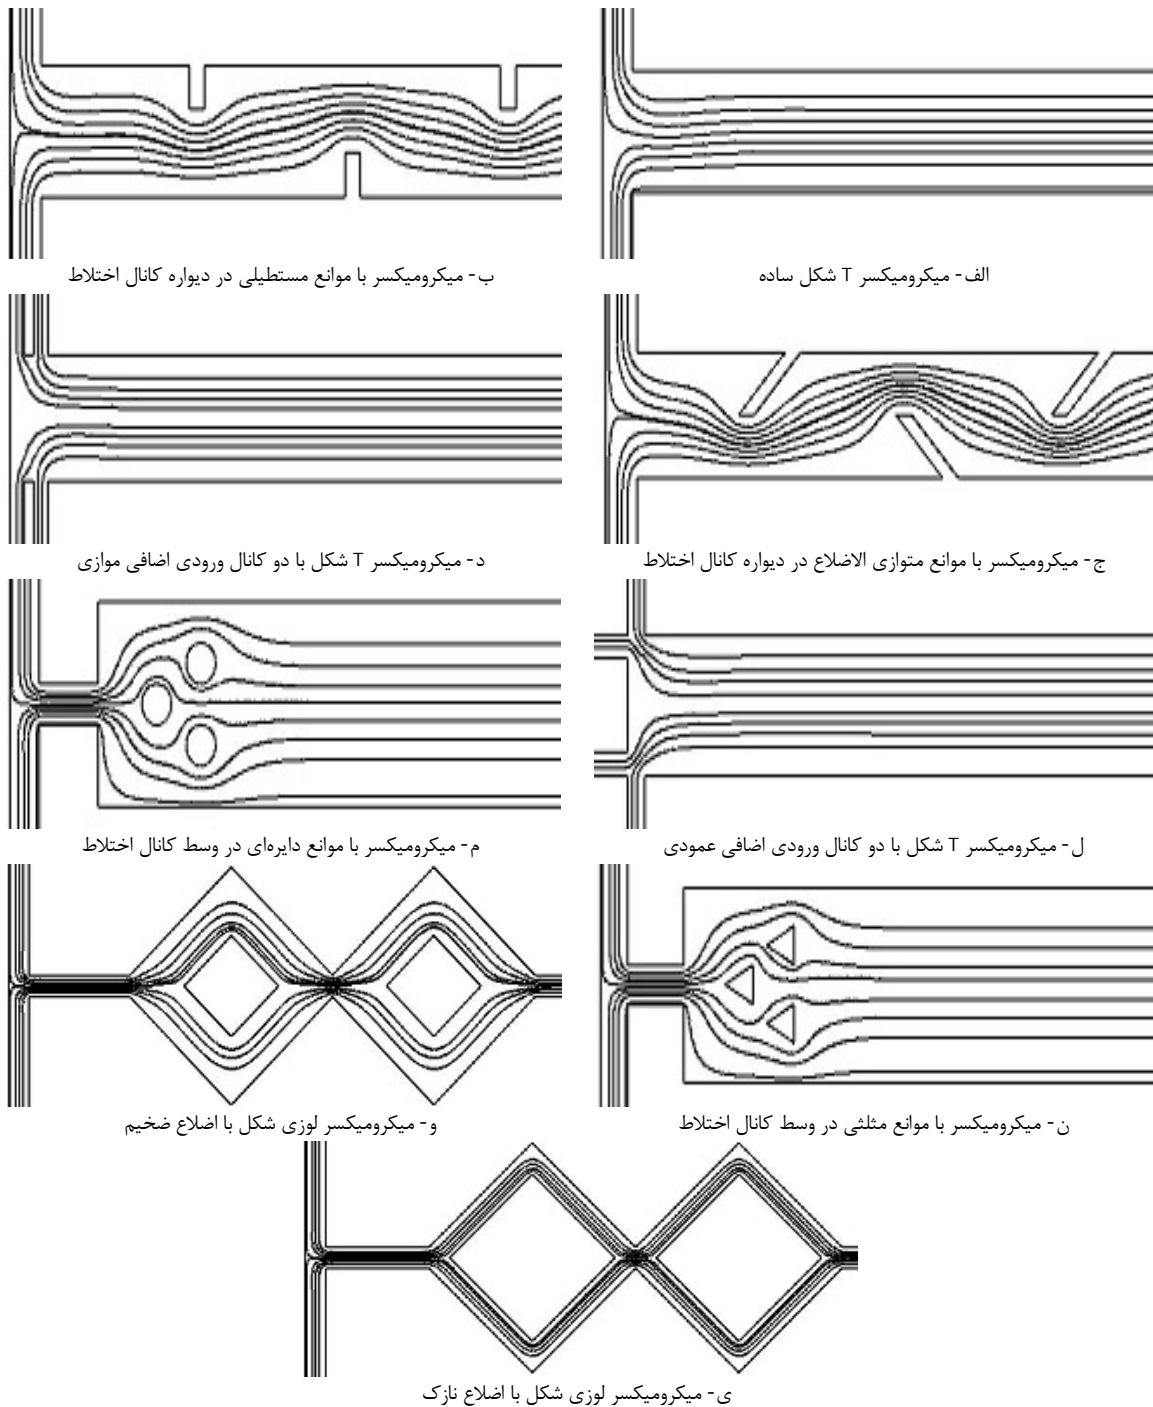 الف- میکرومیکسر T شکل ساده
ب- میکرومیکسر با موانع مستطیلی در دیواره کانال اختلاط
ج- میکرومیکسر با موانع متوازی الاضلاع در دیواره کانال اختلاط
د- میکرومیکسر T شکل با دو کانال ورودی اضافی موازی
ل- میکرومیکسر T شکل با دو کانال ورودی اضافی عمودی
م- میکرومیکسر با موانع دایره‌ای در وسط کانال اختلاط
ن- میکرومیکسر با موانع مثلثی در وسط کانال اختلاط
و- میکرومیکسر لوزی شکل با اضلاع ضخیم
ی- میکرومیکسر لوزی شکل با اضلاع نازک